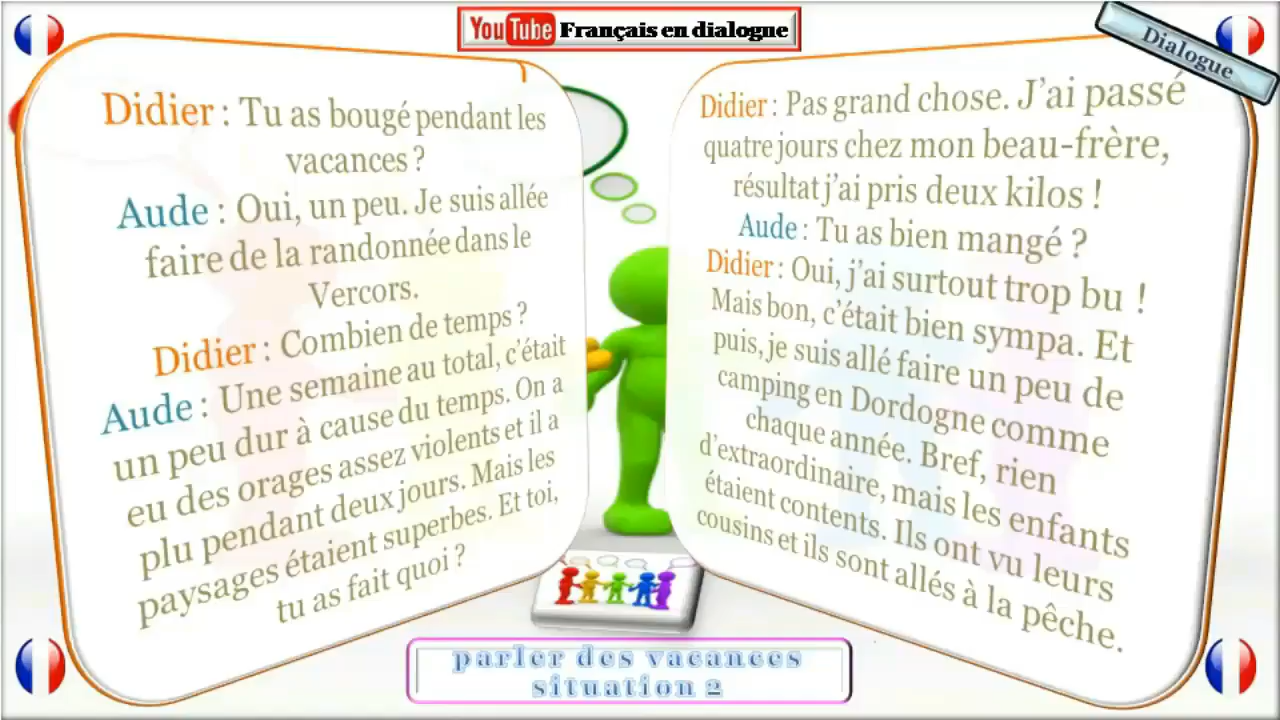 YouTube Français en dialogue
Dialogue
Didier : Tu as bougé pendant les
vacances ?
Aude : Oui, un peu. Je suis allée
faire de la randonnée dans le
Vercors.
Didier : Combien de temps ?
Aude : Une semaine au total, c’était
un peu dur à cause du temps. On a
eu des orages assez violents et il a
plu pendant deux jours. Mais les
paysages étaient superbes. Et toi,
tu as fait quoi ?
Didier : Pas grand chose. J’ai passé
quatre jours chez mon beau-frère,
résultat j’ai pris deux kilos !
Aude : Tu as bien mangé ?
Didier : Oui, j’ai surtout trop bu !
Mais bon, c’était bien sympa. Et
puis, je suis allé faire un peu de
camping en Dordogne comme
chaque année. Bref, rien
d’extraordinaire, mais les enfants
étaient contents. Ils ont vu leurs
cousins et ils sont allés à la pêche.
parler des vacances
situation 2